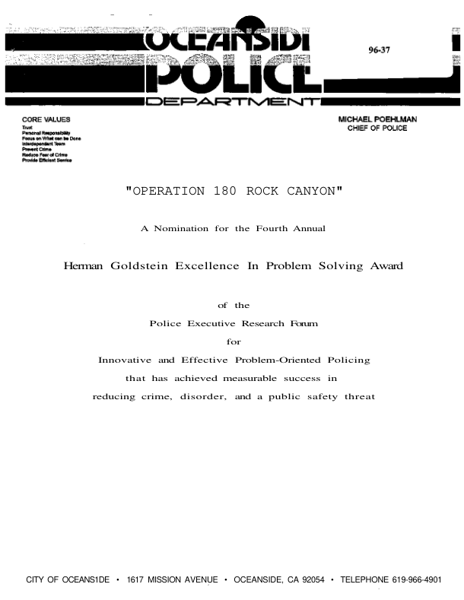 OCEANSIDE
POLICE
DEPARTMENT
96-37
CORE VALUES
Trust
Personal Responsibility
Focus on What can be Done
Interdependent Team
Prevent Crime
Reduce Fear of Crime
Provide Efficient Service
MICHAEL POEHLMAN
CHIEF OF POLICE
"OPERATION 180 ROCK CANYON"
A Nomination for the Fourth Annual
Herman Goldstein Excellence In Problem Solving Award
of the
Police Executive Research Forum
for
Innovative and Effective Problem-Oriented Policing
that has achieved measurable success in
reducing crime, disorder, and a public safety threat
CITY OF OCEANS1DE • 1617 MISSION AVENUE • OCEANSIDE, CA 92054 • TELEPHONE 619-966-4901